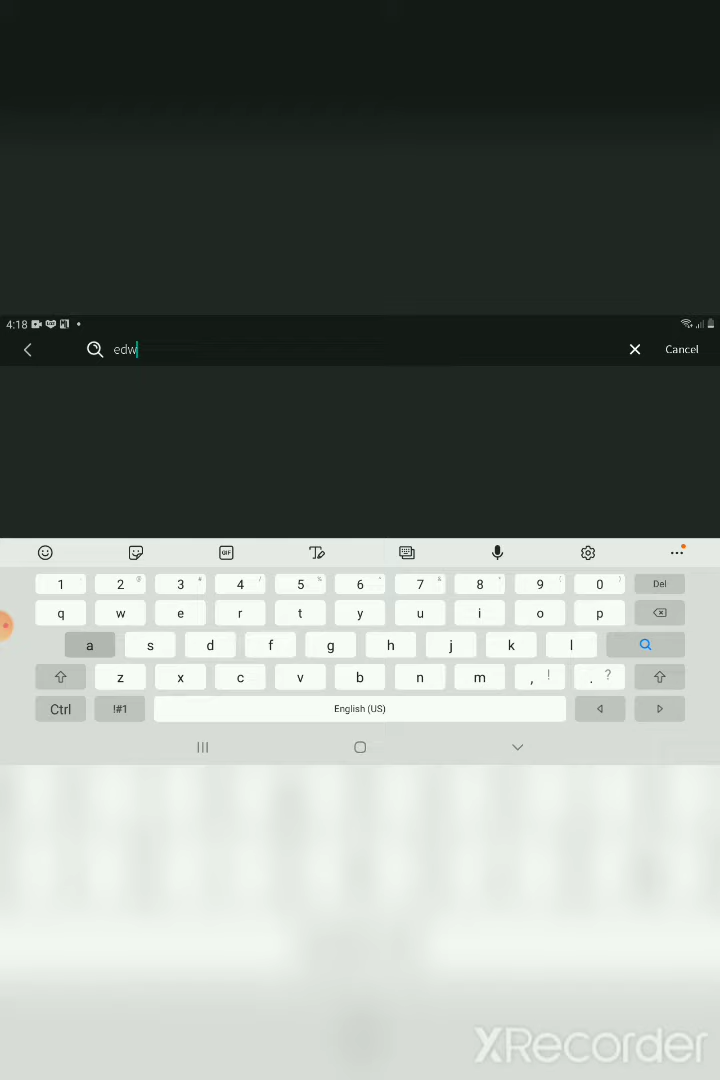 4:18
edw
Cancel
GIF
1 2 3 4 5 6 7 8 9 0 Del
q w e r t y u i o p
a s d f g h j k l
z x c v b n m , ! . ?
Ctrl !#1 English (US)
XRecorder